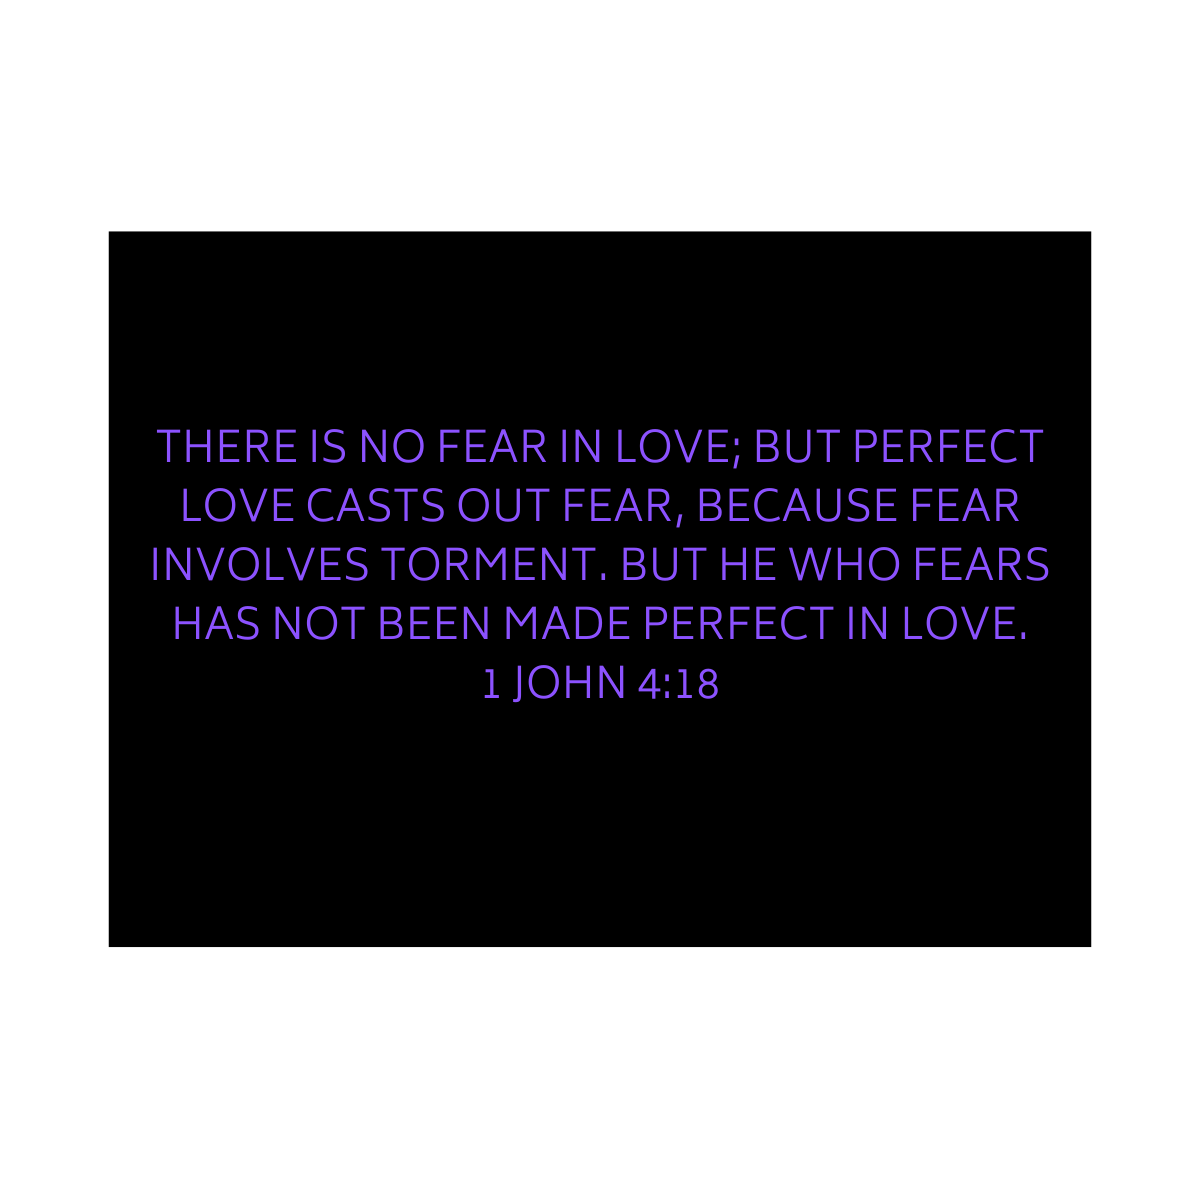 THERE IS NO FEAR IN LOVE; BUT PERFECT
LOVE CASTS OUT FEAR, BECAUSE FEAR
INVOLVES TORMENT. BUT HE WHO FEARS
HAS NOT BEEN MADE PERFECT IN LOVE.
1 JOHN 4:18